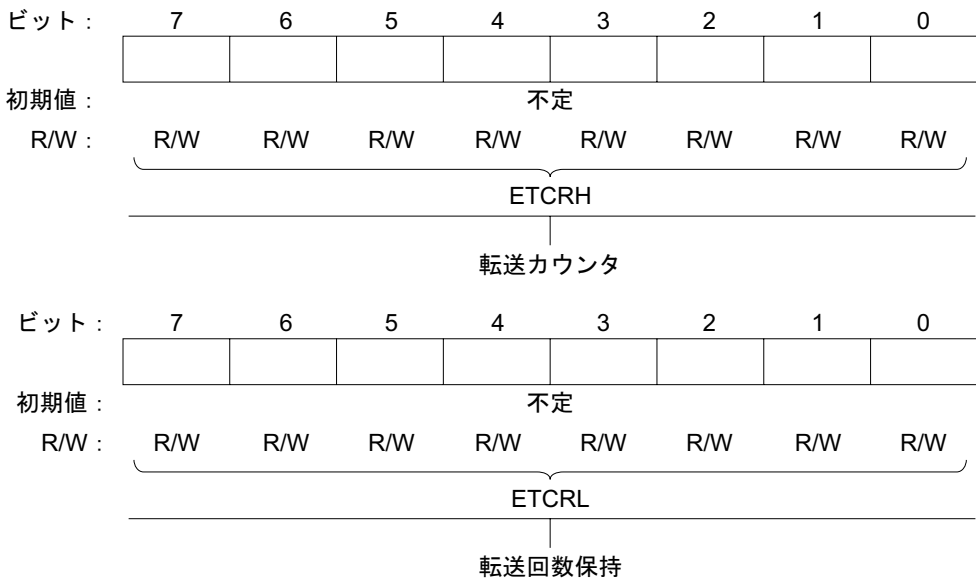 ビット： 7 6 5 4 3 2 1 0
初期値： 不定
R/W： R/W R/W R/W R/W R/W R/W R/W R/W
ETCRH
転送カウンタ
ビット： 7 6 5 4 3 2 1 0
初期値： 不定
R/W： R/W R/W R/W R/W R/W R/W R/W R/W
ETCRL
転送回数保持